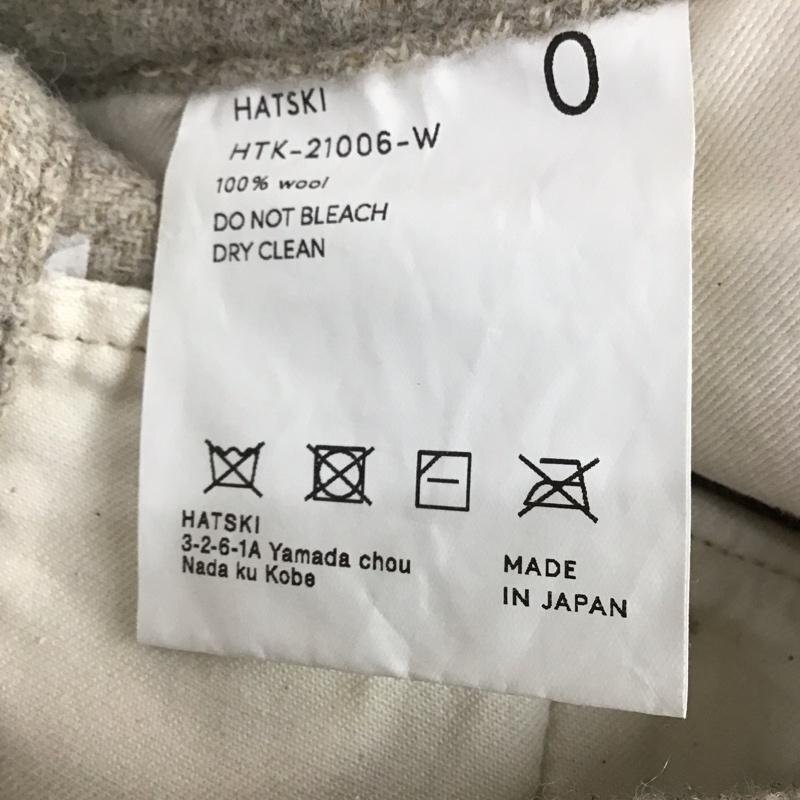 0
HATSKI
HTK-21006-W
100% wool
DO NOT BLEACH
DRY CLEAN
HATSKI
3-2-6-1A Yamada chou
Nada ku Kobe
MADE
IN JAPAN